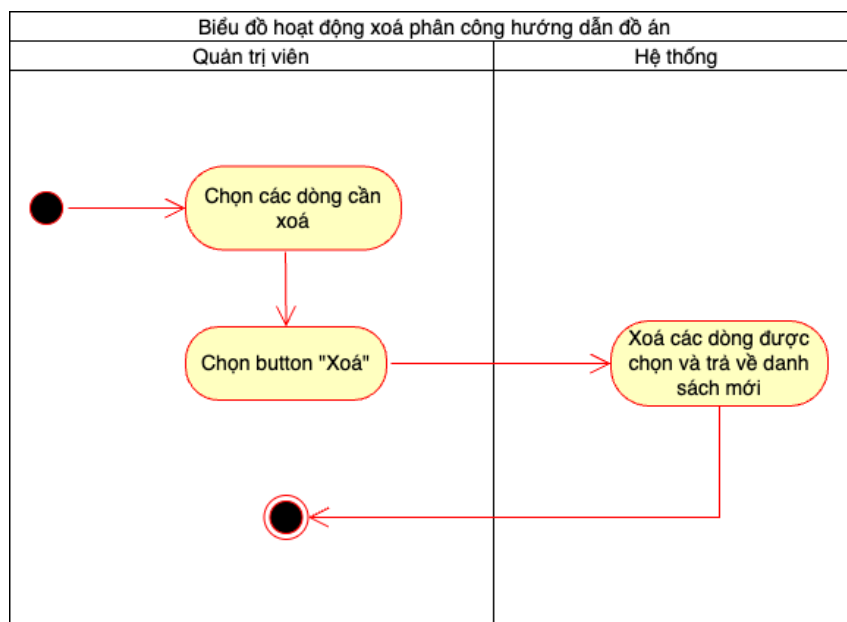 Biểu đồ hoạt động xoá phân công hướng dẫn đồ án
Quản trị viên
Hệ thống
Chọn các dòng cần
xoá
Chọn button "Xoá"
Xoá các dòng được
chọn và trả về danh
sách mới